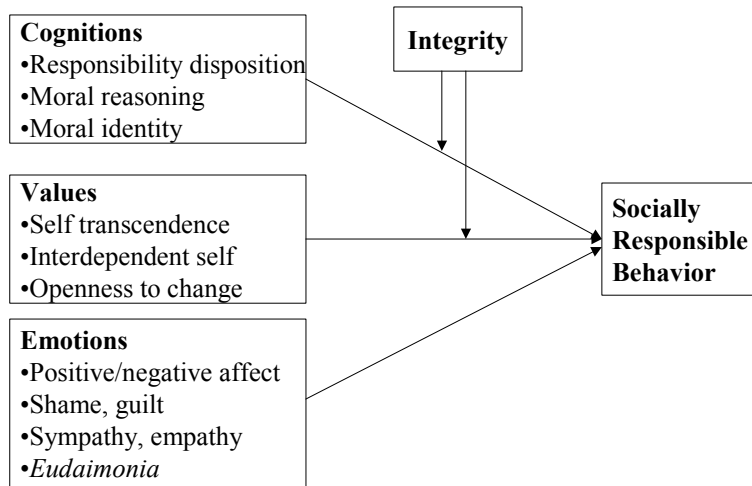 Cognitions
•Responsibility disposition
•Moral reasoning
•Moral identity
Integrity
Values
•Self transcendence
•Interdependent self
•Openness to change
Socially
Responsible
Behavior
Emotions
•Positive/negative affect
•Shame, guilt
•Sympathy, empathy
•Eudaimonia